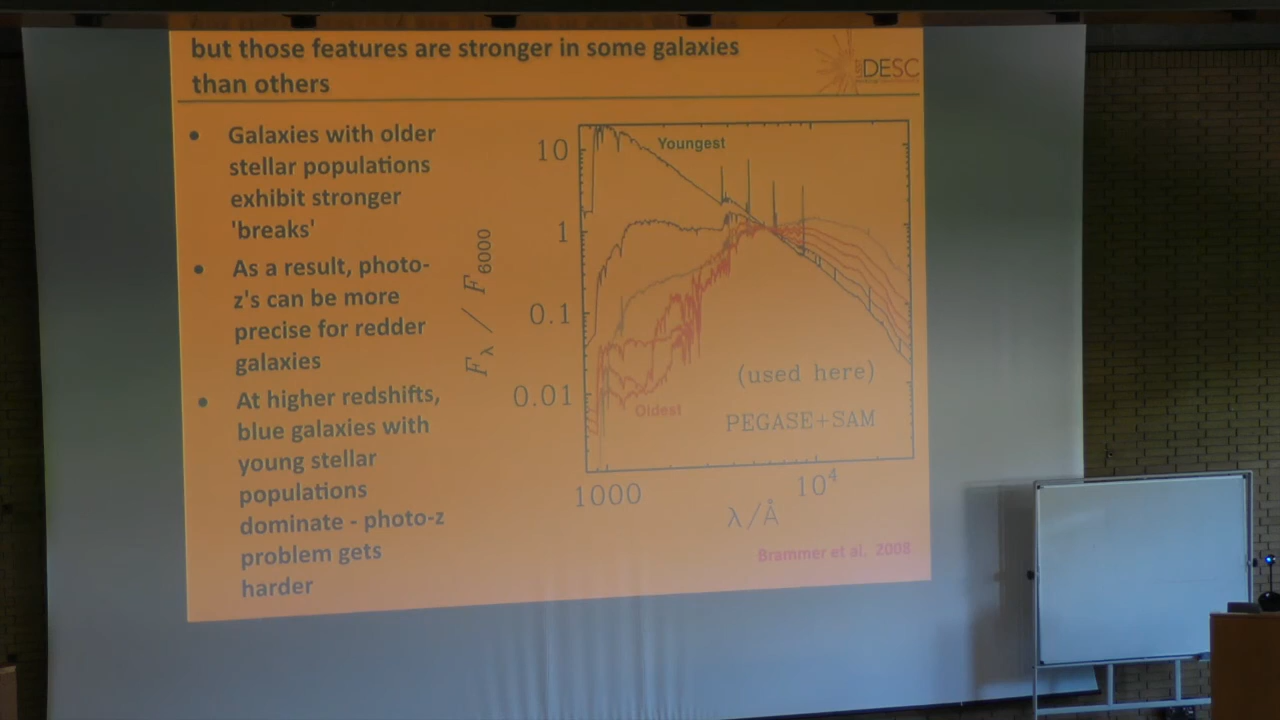 but those features are stronger in some galaxies
than others
DESC
• Galaxies with older
stellar populations
exhibit stronger
'breaks'
• As a result, photo-
z's can be more
precise for redder
galaxies
• At higher redshifts,
blue galaxies with
young stellar
populations
dominate - photo-z
problem gets
harder
Youngest
10
1
0.1
0.01
Fλ / F6000
Oldest
(used here)
PEGASE+SAM
1000
10^4
λ/Å
Brammer et al. 2008